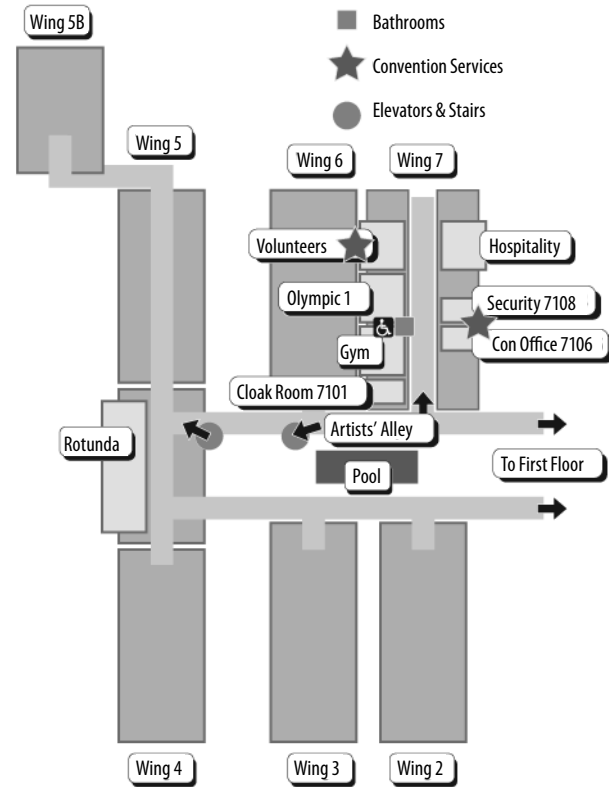 Wing 5B
Bathrooms
Convention Services
Elevators & Stairs
Wing 5
Wing 6
Wing 7
Volunteers
Hospitality
Olympic 1
Security 7108
Gym
Con Office 7106
Cloak Room 7101
Rotunda
Artists’ Alley
To First Floor
Pool
Wing 4
Wing 3
Wing 2